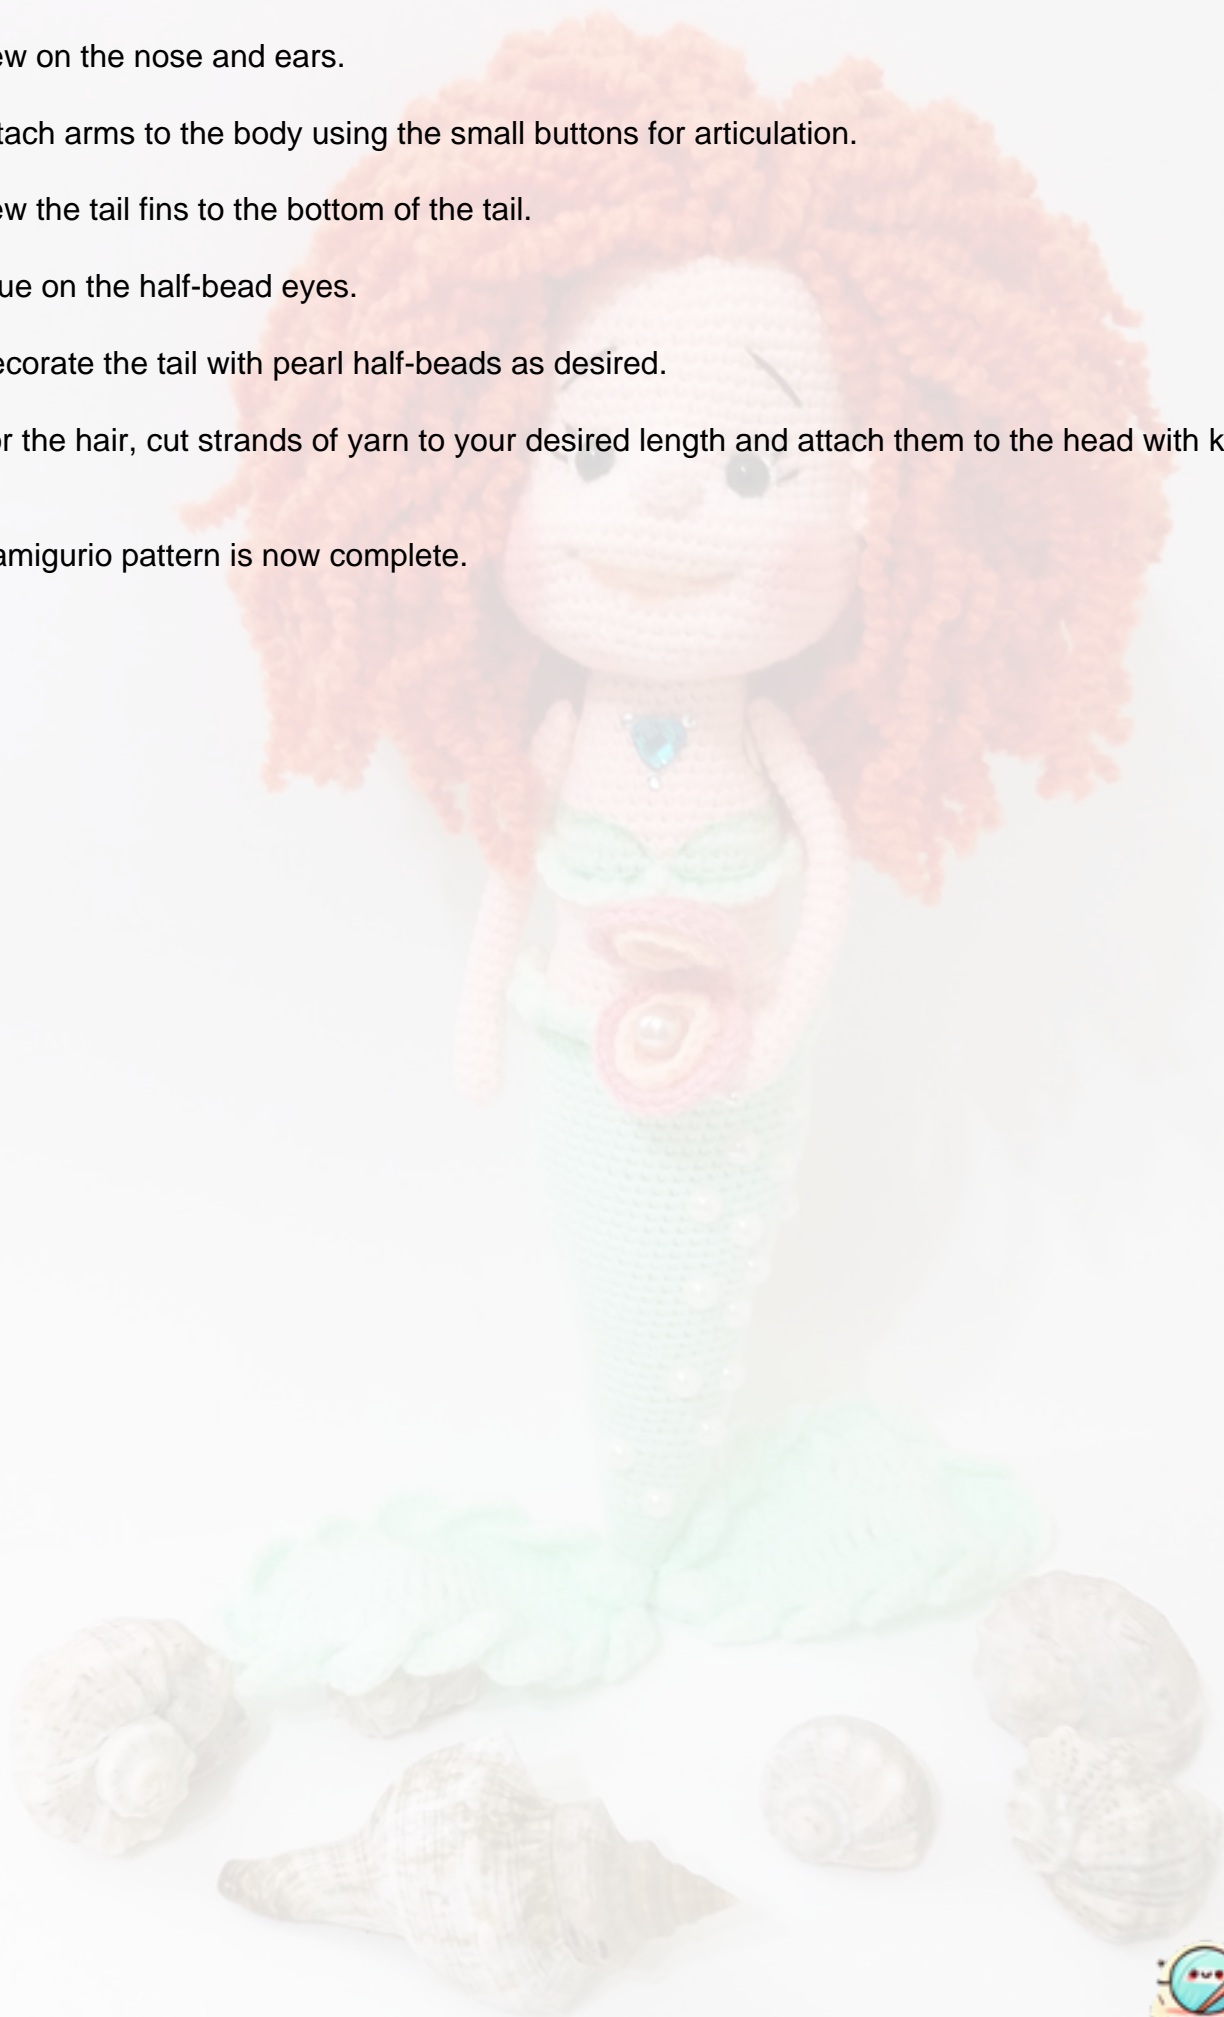 ew on the nose and ears.
tach arms to the body using the small buttons for articulation.
ew the tail fins to the bottom of the tail.
ue on the half-bead eyes.
ecorate the tail with pearl half-beads as desired.
or the hair, cut strands of yarn to your desired length and attach them to the head with k
amigurio pattern is now complete.